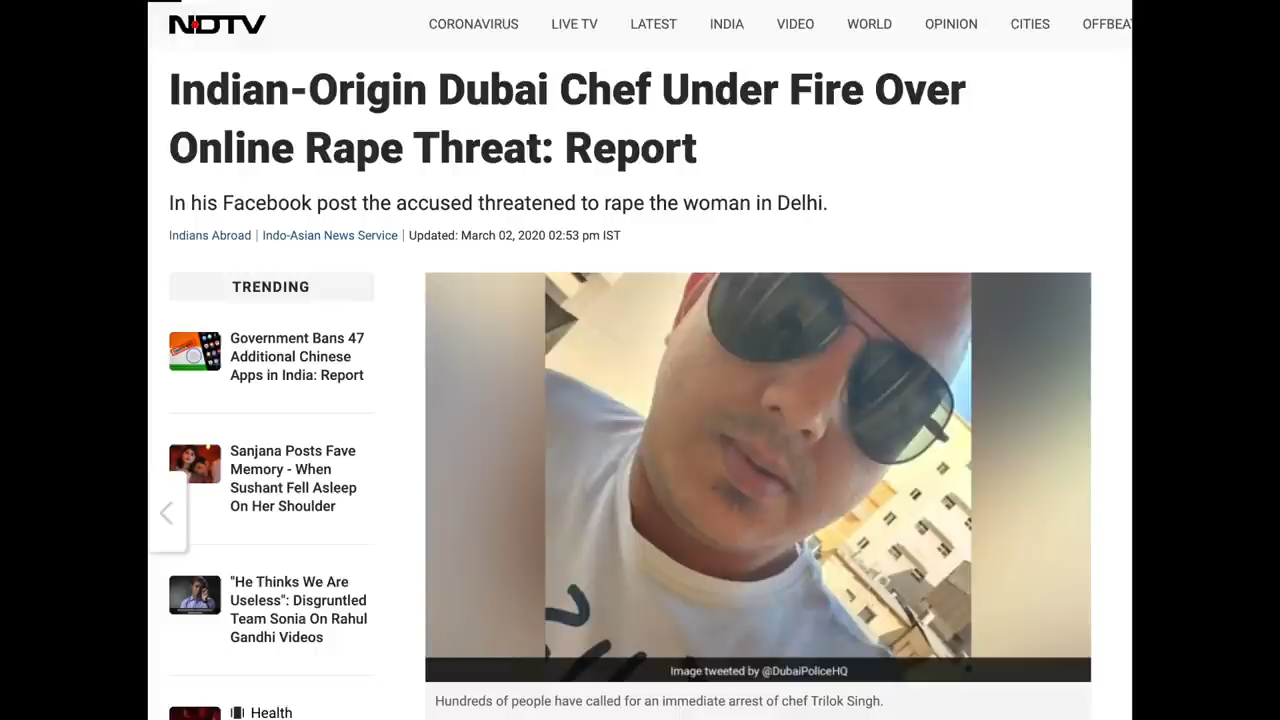 NDTV
CORONAVIRUS LIVE TV LATEST INDIA VIDEO WORLD OPINION CITIES OFFBEAT
Indian-Origin Dubai Chef Under Fire Over
Online Rape Threat: Report
In his Facebook post the accused threatened to rape the woman in Delhi.
Indians Abroad | Indo-Asian News Service | Updated: March 02, 2020 02:53 pm IST
TRENDING
Government Bans 47
Additional Chinese
Apps in India: Report
Sanjana Posts Fave
Memory - When
Sushant Fell Asleep
On Her Shoulder
"He Thinks We Are
Useless": Disgruntled
Team Sonia On Rahul
Gandhi Videos
Health
Image tweeted by @DubaiPoliceHQ
Hundreds of people have called for an immediate arrest of chef Trilok Singh.